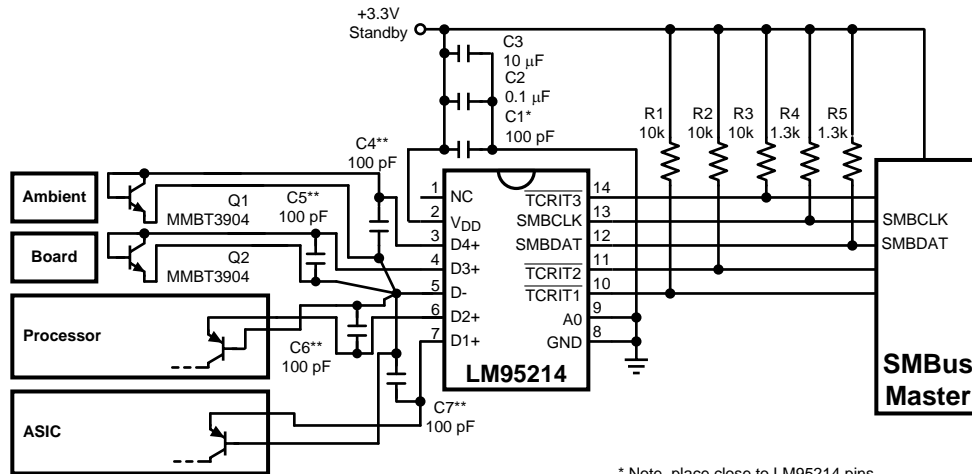 +3.3V
Standby
C3
10 μF
C2
0.1 μF
C1*
100 pF
R1
10k
R2
10k
R3
10k
R4
1.3k
R5
1.3k
C4**
100 pF
Ambient
Q1
MMBT3904
C5**
100 pF
Board
Q2
MMBT3904
Processor
C6**
100 pF
ASIC
C7**
100 pF
1 NC
2 VDD
3 D4+
4 D3+
5 D-
6 D2+
7 D1+
TCRIT3 14
SMBCLK 13
SMBDAT 12
TCRIT2 11
TCRIT1 10
A0 9
GND 8
LM95214
SMBCLK
SMBDAT
SMBus
Master
* Note, place close to LM95214 pins